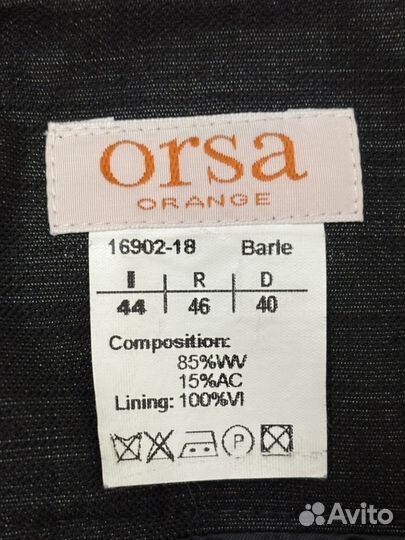 orsa
ORANGE
16902-18 Barle
I R D
44 46 40
Composition:
85%WV
15%AC
Lining: 100%VI
P
Avito